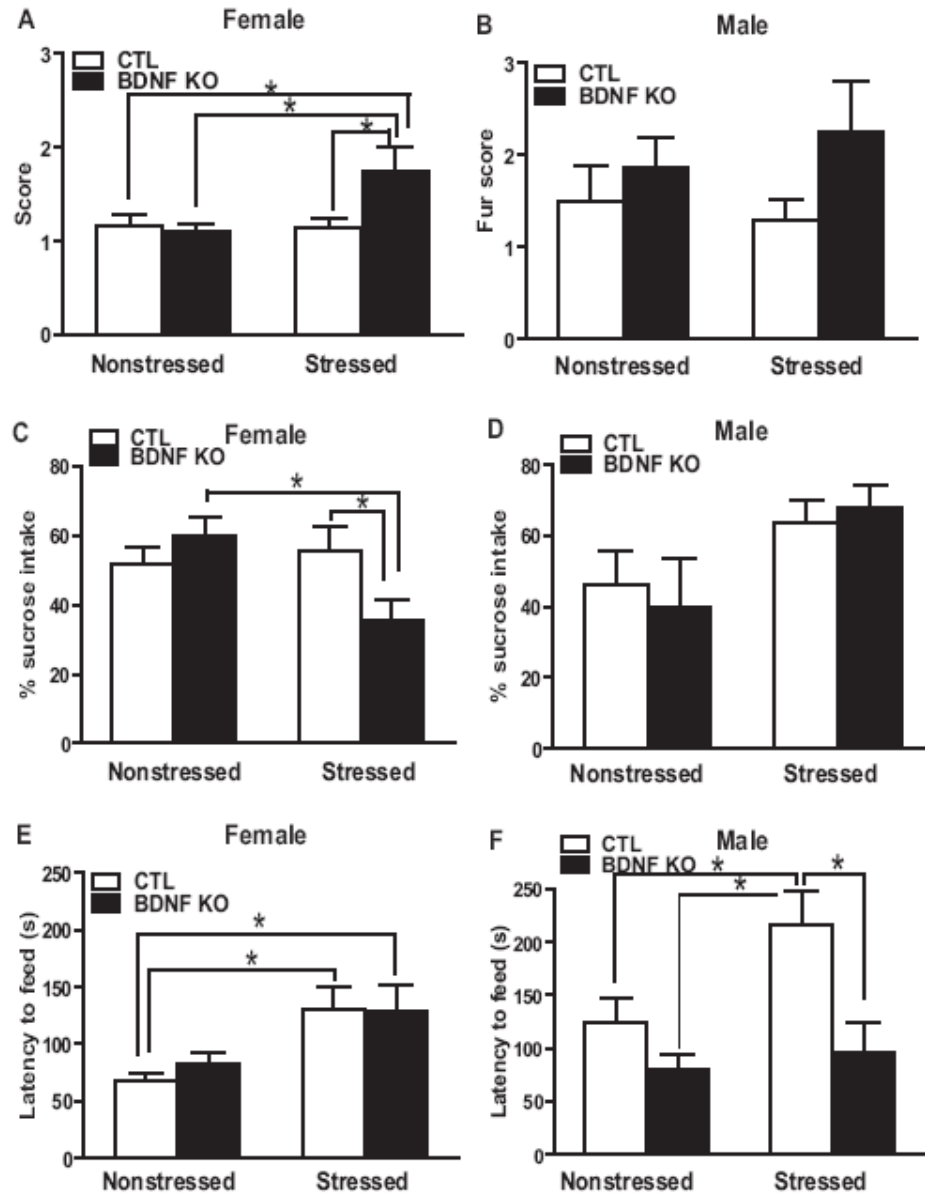 A
Female
CTL
BDNF KO
*
*
*
3
2
1
0
Score
Nonstressed
Stressed
B
Male
CTL
BDNF KO
3
2
1
0
Fur score
Nonstressed
Stressed
C
Female
CTL
BDNF KO
*
*
80
60
40
20
0
% sucrose intake
Nonstressed
Stressed
D
Male
CTL
BDNF KO
80
60
40
20
0
% sucrose intake
Nonstressed
Stressed
E
Female
CTL
BDNF KO
*
*
250
200
150
100
50
0
Latency to feed (s)
Nonstressed
Stressed
F
Male
CTL
BDNF KO
*
*
*
250
200
150
100
50
0
Latency to feed (s)
Nonstressed
Stressed